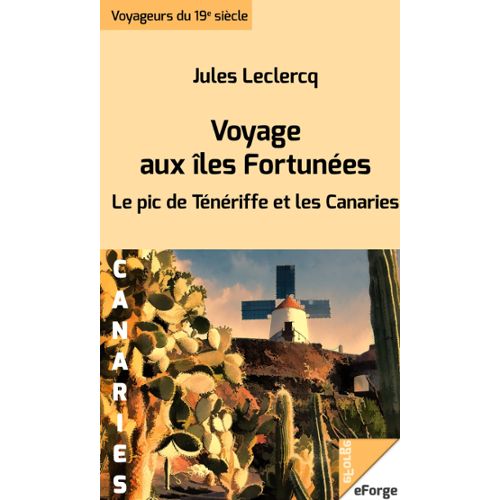 Voyageurs du 19e siècle
Jules Leclercq
Voyage
aux îles Fortunées
Le pic de Ténériffe et les Canaries
CANARIES
eForge
eForge